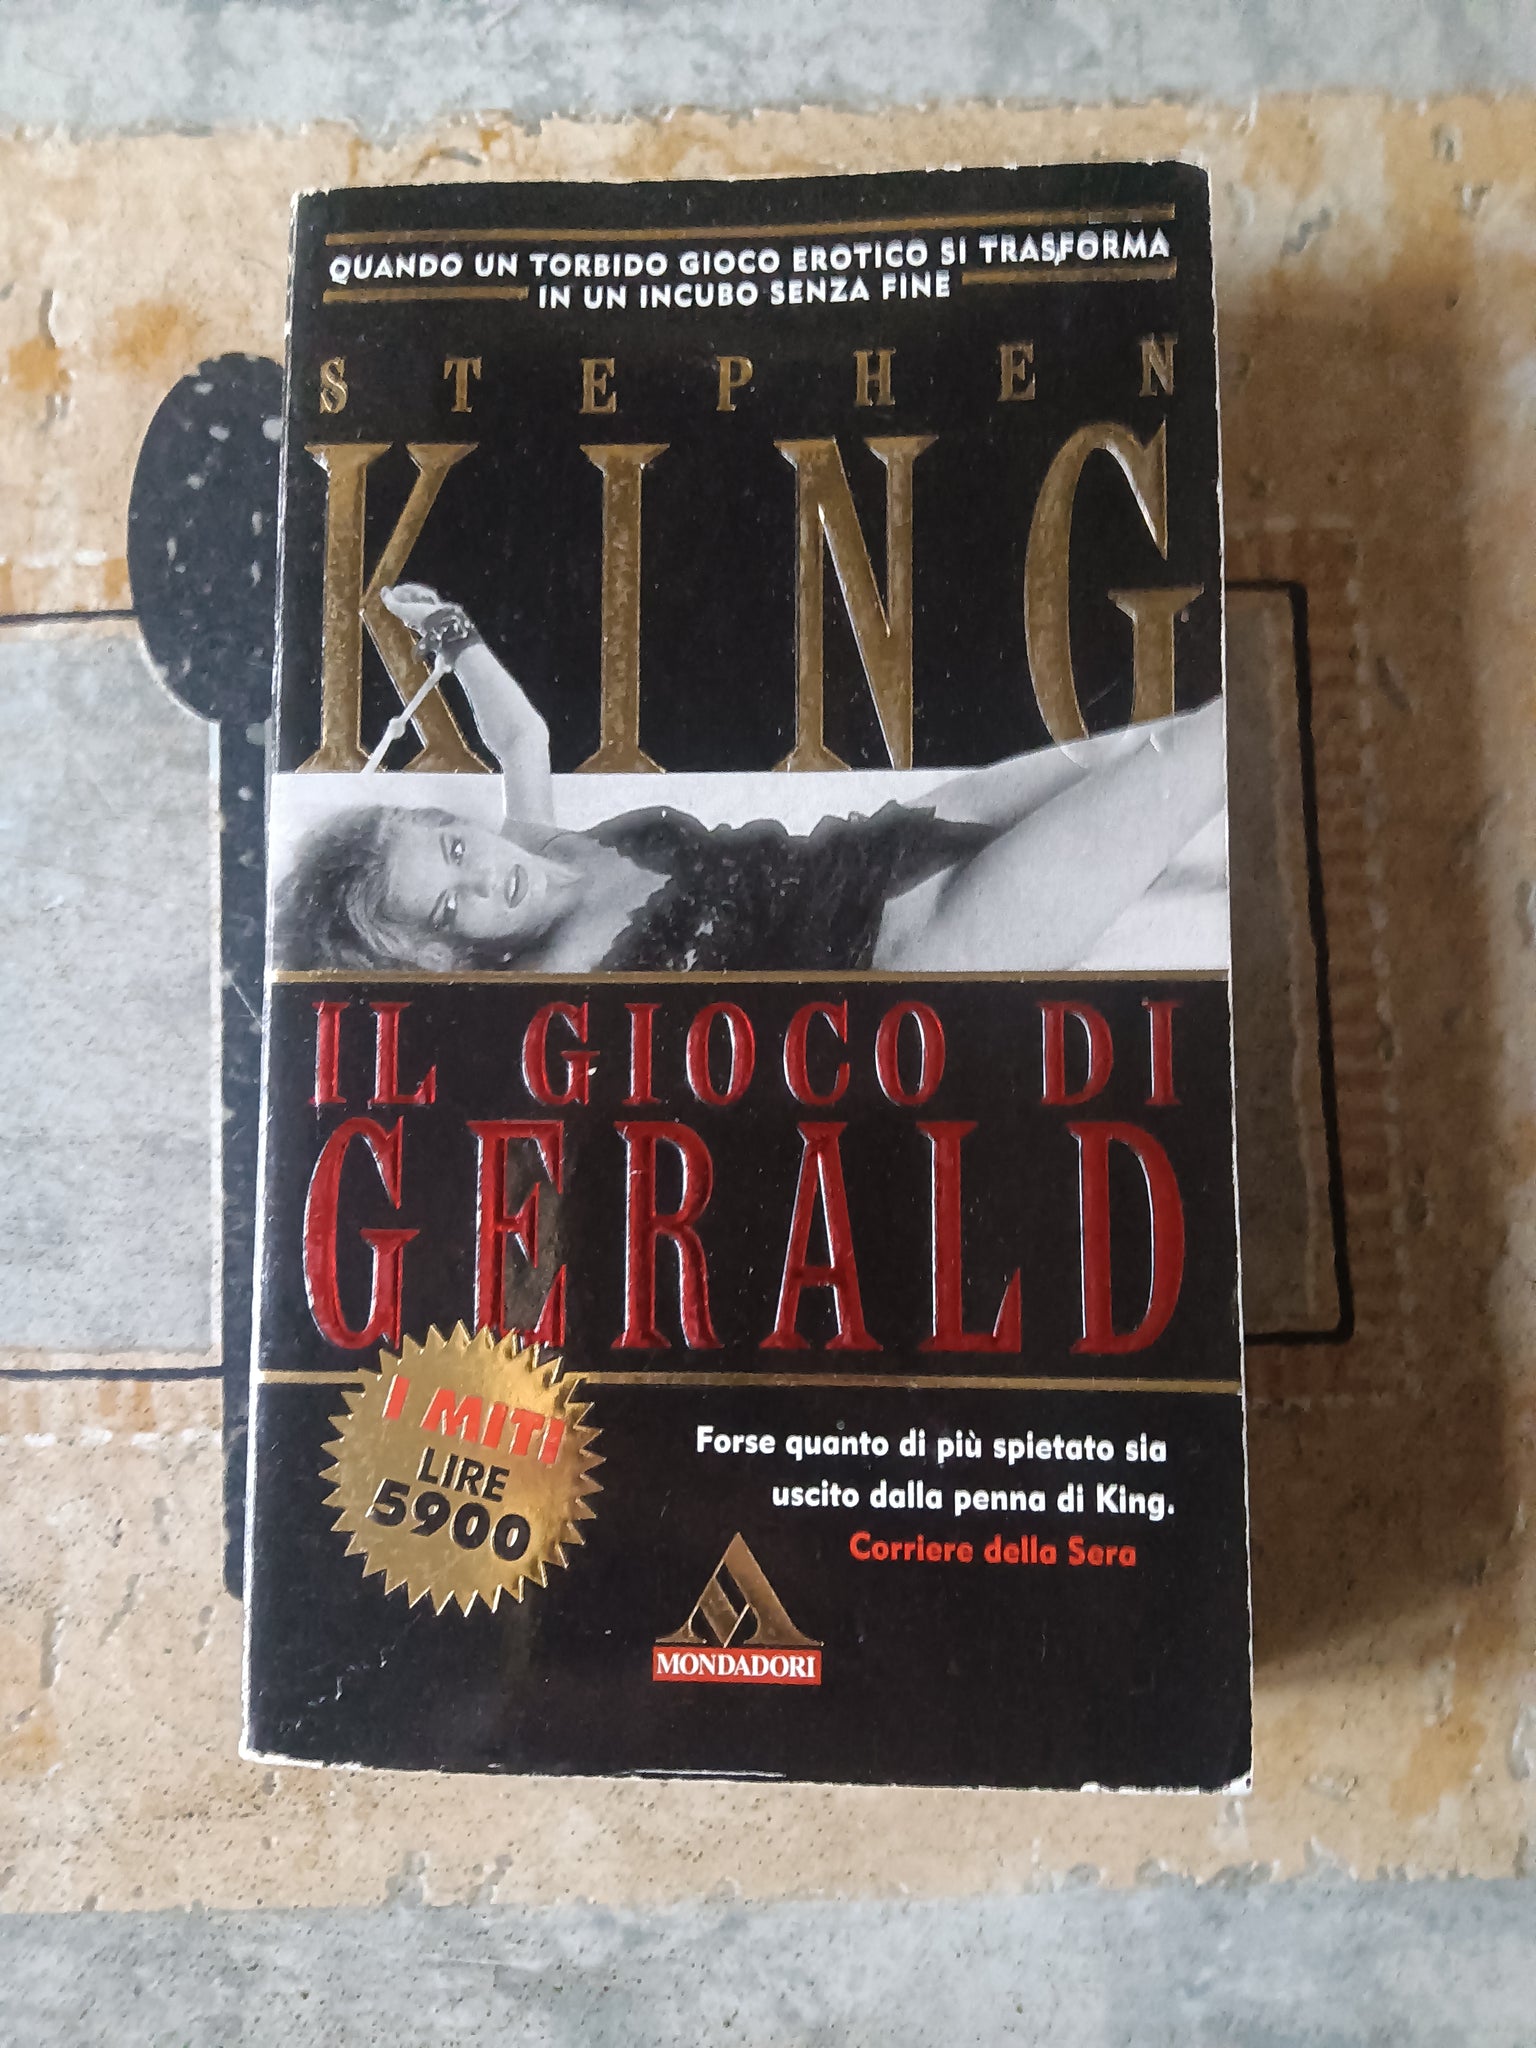 QUANDO UN TORBIDO GIOCO EROTICO SI TRASFORMA
IN UN INCUBO SENZA FINE
STEPHEN
KING
IL GIOCO DI
GERALD
I MITI
LIRE
5900
Forse quanto di più spietato sia
uscito dalla penna di King.
Corriere della Sera
MONDADORI